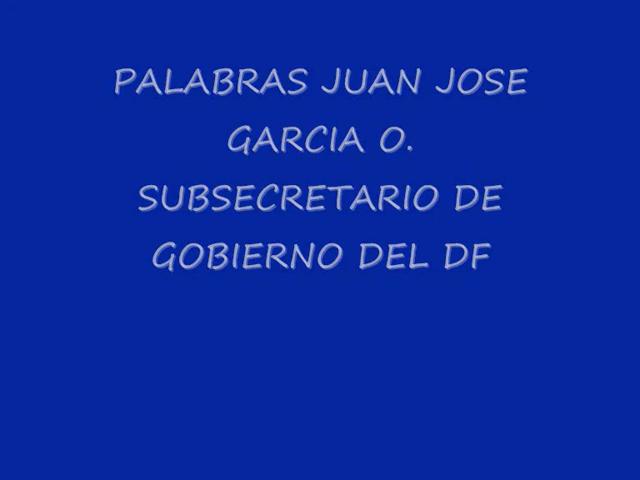 PALABRAS JUAN JOSE
GARCIA O.
SUBSECRETARIO DE
GOBIERNO DEL DF